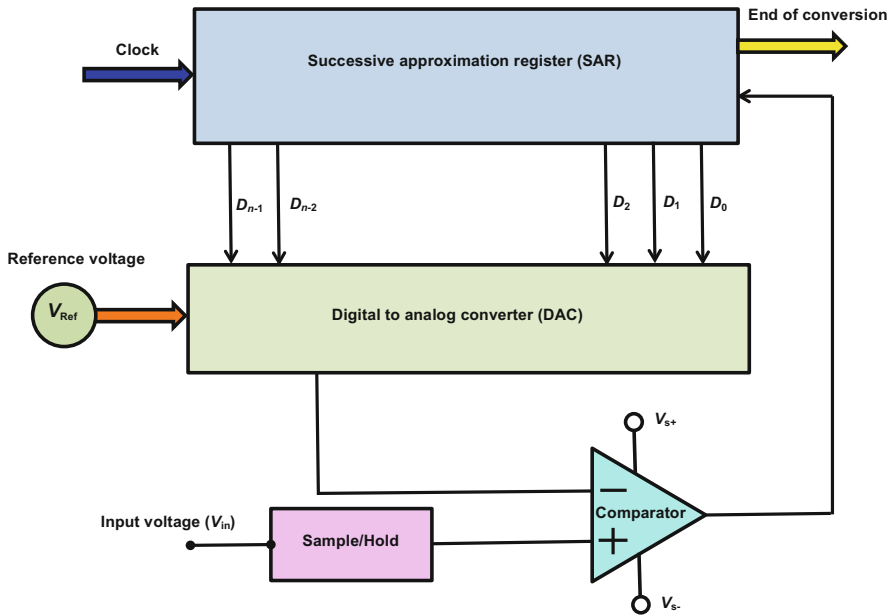 End of conversion
Clock
Successive approximation register (SAR)
Dn-1
Dn-2
D2
D1
D0
Reference voltage
VRef
Digital to analog converter (DAC)
Vs+
−
Comparator
+
Input voltage (Vin)
Sample/Hold
Vs-